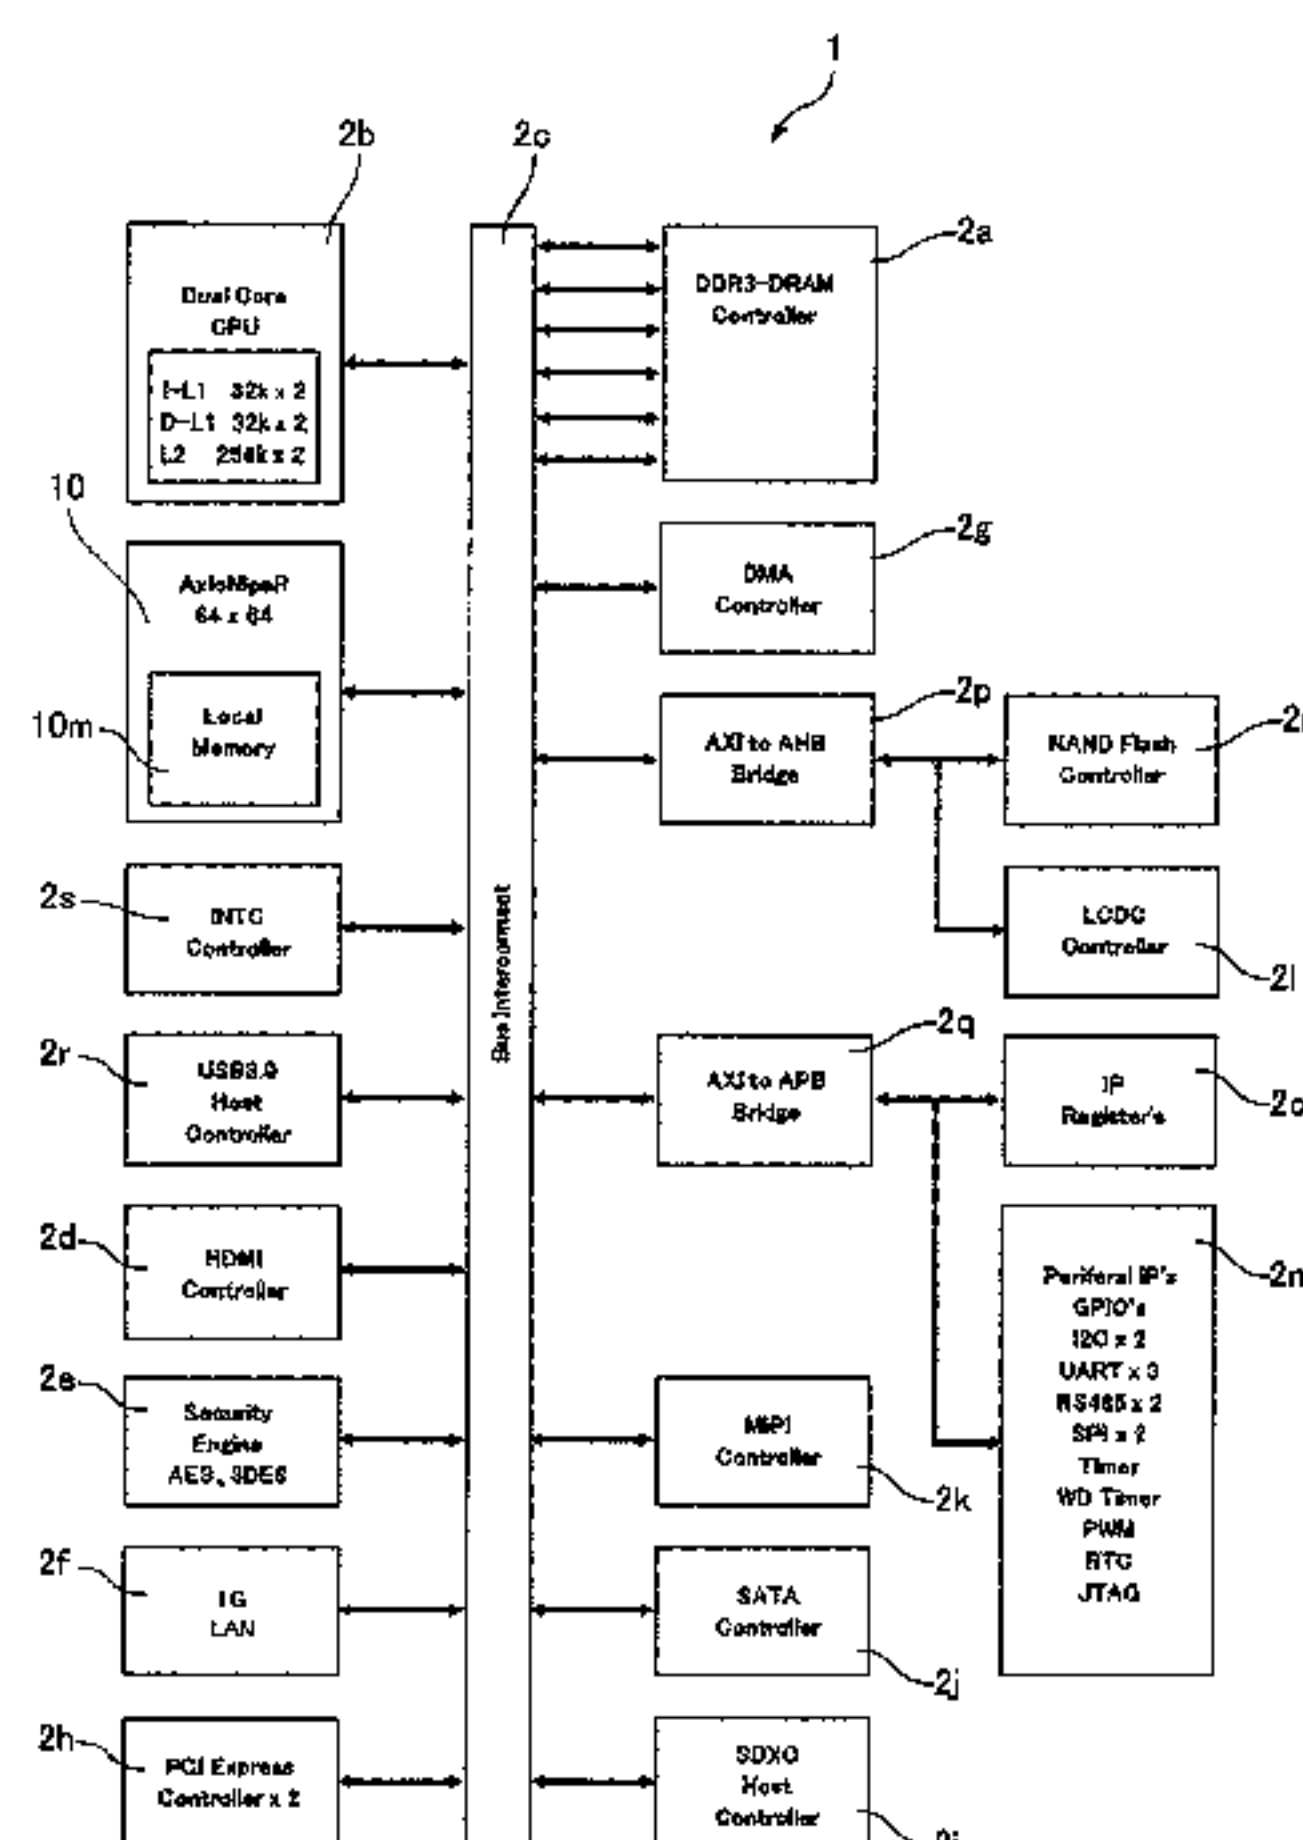 1
2b
2c
Dual Core
CPU
I-L1 32k x 2
D-L1 32k x 2
L2 256k x 2
DDR3-DRAM
Controller
2a
10
64 x 64
Local
Memory
10m
DMA
Controller
2g
AXI to AHB
Bridge
2p
NAND Flash
Controller
LCDC
Controller
2l
2s
INTC
Controller
Bus Interconnect
2r
USB3.0
Host
Controller
AXI to APB
Bridge
2q
IP
Register's
2o
2d
HDMI
Controller
Periferal IP's
GPIO's
I2C x 2
UART x 3
RS485 x 2
SPI x 2
Timer
WD Timer
PWM
RTC
JTAG
2n
2e
Security
Engine
AES、3DES
MIPI
Controller
2k
2f
1G
LAN
SATA
Controller
2j
2h
PCI Express
Controller x 2
Host
Controller